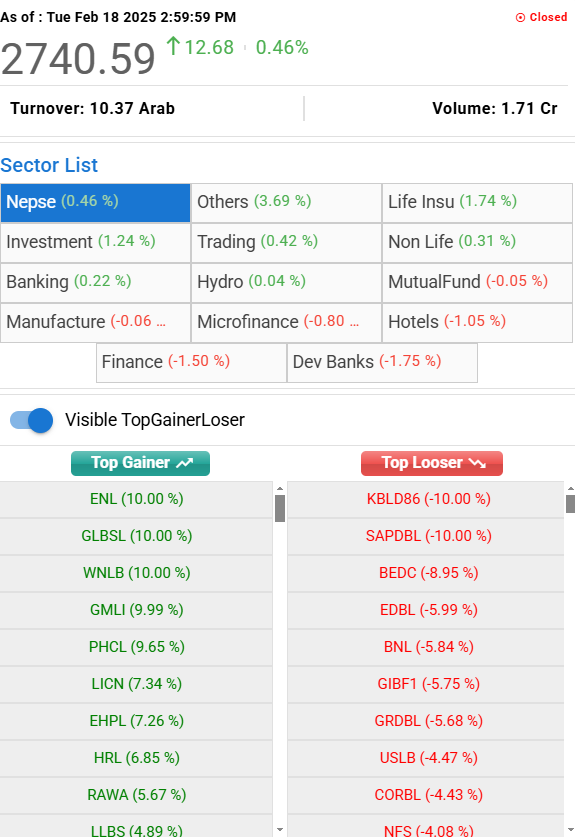 As of : Tue Feb 18 2025 2:59:59 PM
Closed
2740.59 ↑ 12.68 0.46%
Turnover: 10.37 Arab Volume: 1.71 Cr
Sector List
Nepse (0.46 %) Others (3.69 %) Life Insu (1.74 %)
Investment (1.24 %) Trading (0.42 %) Non Life (0.31 %)
Banking (0.22 %) Hydro (0.04 %) MutualFund (-0.05 %)
Manufacture (-0.06 ... Microfinance (-0.80 ... Hotels (-1.05 %)
Finance (-1.50 %) Dev Banks (-1.75 %)
Visible TopGainerLoser
Top Gainer Top Looser
ENL (10.00 %) KBLD86 (-10.00 %)
GLBSL (10.00 %) SAPDBL (-10.00 %)
WNLB (10.00 %) BEDC (-8.95 %)
GMLI (9.99 %) EDBL (-5.99 %)
PHCL (9.65 %) BNL (-5.84 %)
LICN (7.34 %) GIBF1 (-5.75 %)
EHPL (7.26 %) GRDBL (-5.68 %)
HRL (6.85 %) USLB (-4.47 %)
RAWA (5.67 %) CORBL (-4.43 %)
LLBS (4.89 %) NFS (-4.08 %)